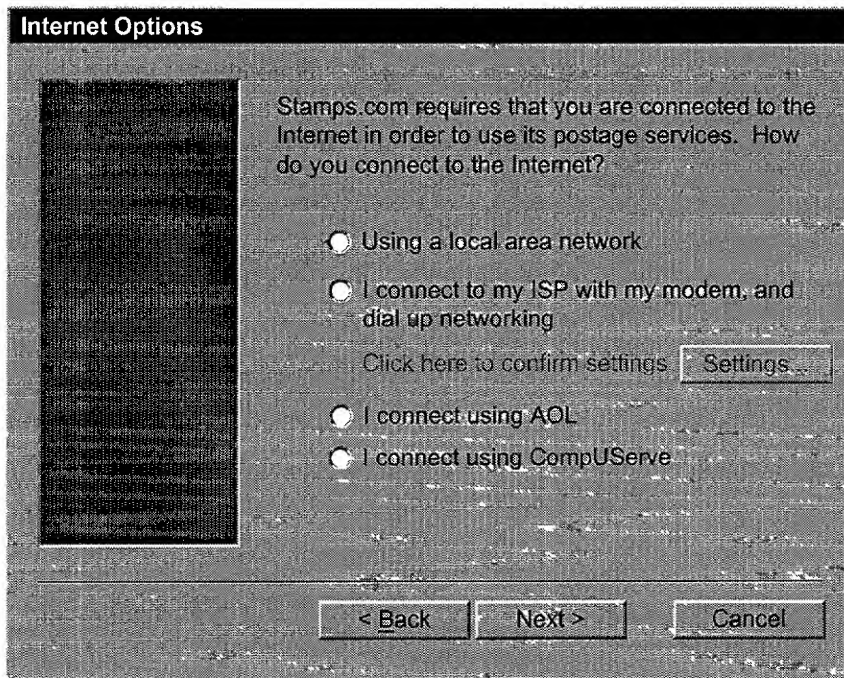 Internet Options
Stamps.com requires that you are connected to the
Internet in order to use its postage services. How
do you connect to the Internet?
Using a local area network
I connect to my ISP with my modem, and
dial up networking
Click here to confirm settings Settings...
I connect using AOL
I connect using CompUServe
< Back Next > Cancel